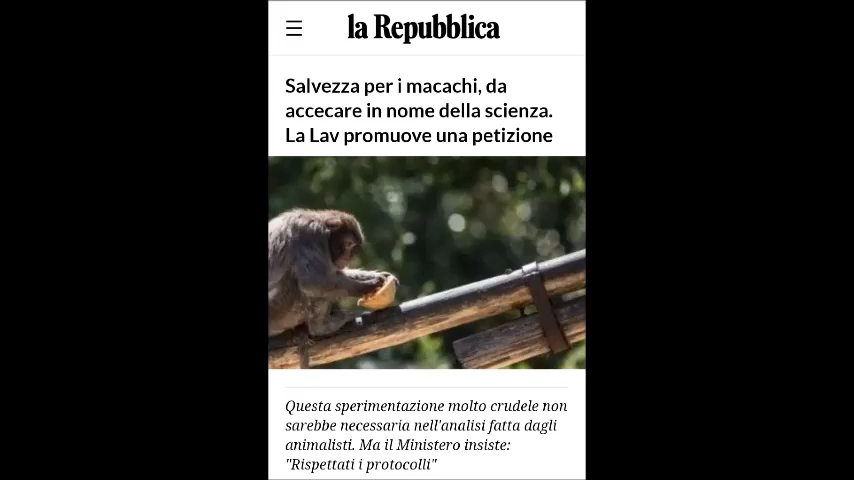 la Repubblica
Salvezza per i macachi, da
accecare in nome della scienza.
La Lav promuove una petizione
Questa sperimentazione molto crudele non
sarebbe necessaria nell'analisi fatta dagli
animalisti. Ma il Ministero insiste:
"Rispettati i protocolli"